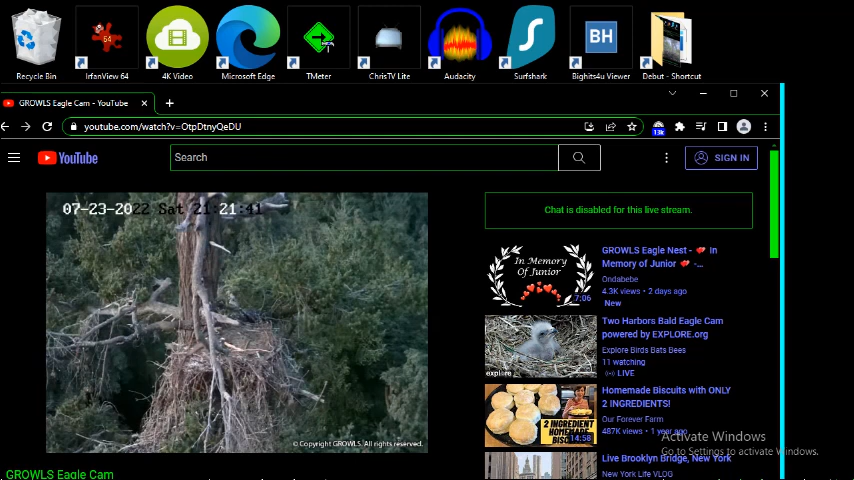 Recycle Bin
IrfanView 64
4K Video
Microsoft Edge
TMeter
ChrisTV Lite
Audacity
Surfshark
BH
Bighits4u Viewer
Debut - Shortcut
GROWLS Eagle Cam - YouTube
youtube.com/watch?v=OtpDtnyQeDU
13k
YouTube
Search
SIGN IN
07-23-2022 Sat 21:21:41
© Copyright GROWLS. All rights reserved.
GROWLS Eagle Cam
Chat is disabled for this live stream.
In Memory
Of Junior
7:06
GROWLS Eagle Nest - ❤️ In
Memory of Junior ❤️ -...
Ondabebe
4.3K views • 2 days ago
New
explore
Two Harbors Bald Eagle Cam
powered by EXPLORE.org
Explore Birds Bats Bees
11 watching
LIVE
2 INGREDIENT
HOMEMADE
14:58
Homemade Biscuits with ONLY
2 INGREDIENTS!
Our Forever Farm
487K views • 1 year ago
Live Brooklyn Bridge, New York
New York Life VLOG
Activate Windows
Go to Settings to activate Windows.